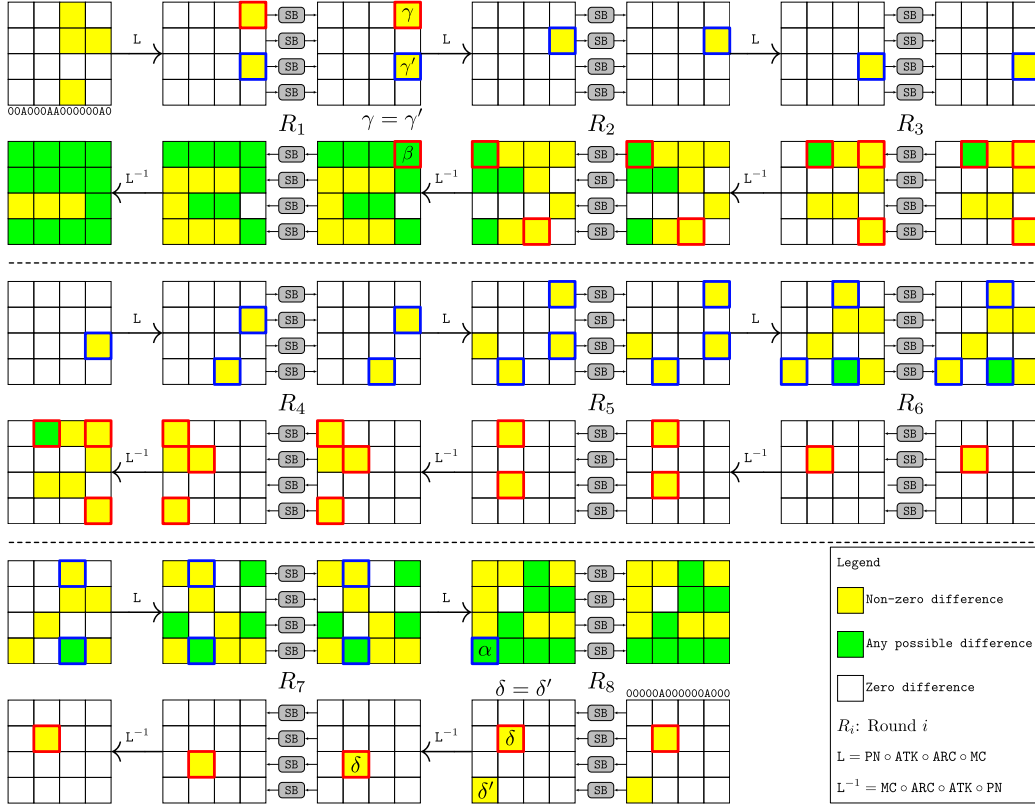 SB SB SB
γ
L SB L SB L SB
SB γ′ SB SB
SB SB SB
00A000AA000000A0
R1 γ = γ′ R2 R3
SB β SB SB
L−1 SB L−1 SB L−1 SB
SB SB SB
SB SB SB
SB SB SB
L SB L SB L SB
SB SB SB
SB SB SB
R4 R5 R6
SB SB SB
L−1 SB L−1 SB L−1 SB
SB SB SB
SB SB SB
SB SB
L SB L SB
SB SB
SB α SB
Legend
Non-zero difference
Any possible difference
Zero difference
R7 δ = δ′ R8
00000A000000A000
SB SB
L−1 SB L−1 δ SB
SB δ SB
SB δ′ SB
Ri: Round i
L = PN ∘ ATK ∘ ARC ∘ MC
L−1 = MC ∘ ARC ∘ ATK ∘ PN